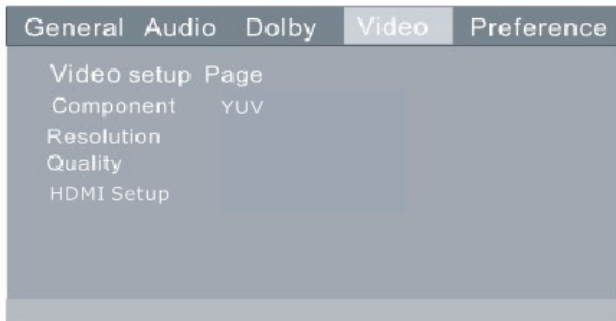 General Audio Dolby Video Preference
Video setup Page
Component YUV
Resolution
Quality
HDMI Setup